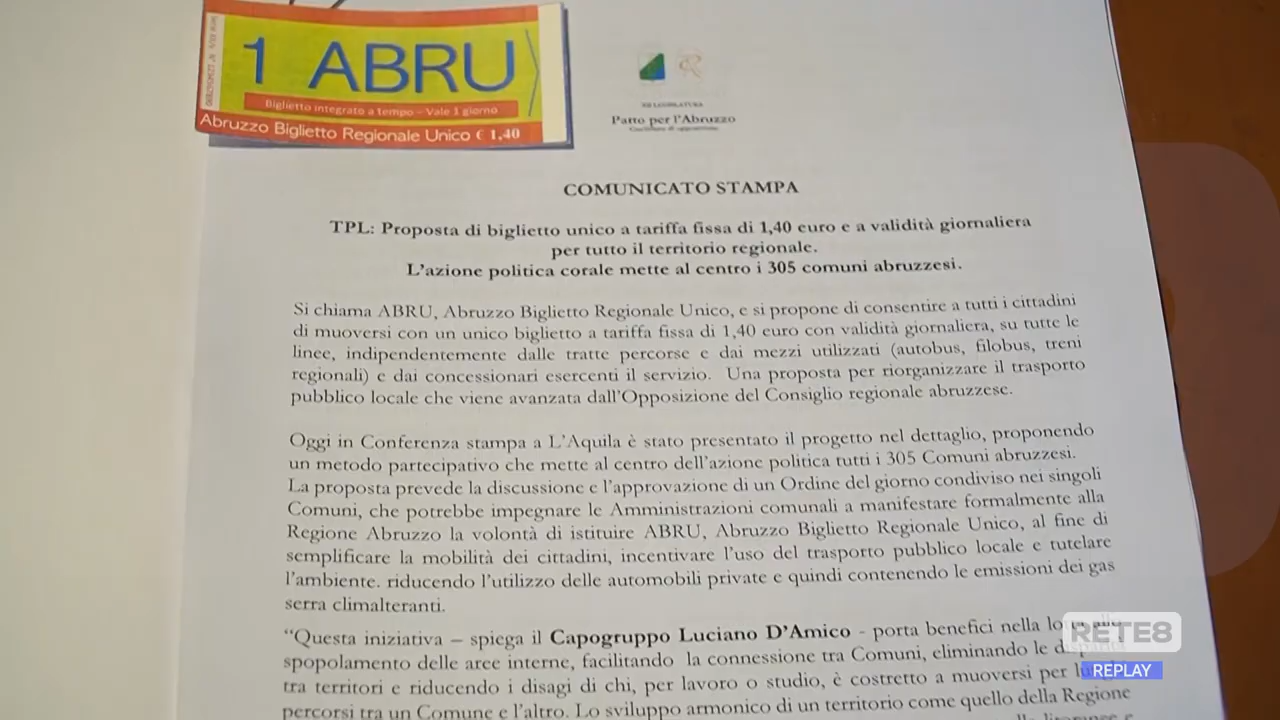 1 ABRU
Biglietto integrato a tempo - Vale 1 giorno
Abruzzo Biglietto Regionale Unico € 1,40
XII LEGISLATURA
Patto per l'Abruzzo
COMUNICATO STAMPA
TPL: Proposta di biglietto unico a tariffa fissa di 1,40 euro e a validità giornaliera
per tutto il territorio regionale.
L'azione politica corale mette al centro i 305 comuni abruzzesi.
Si chiama ABRU, Abruzzo Biglietto Regionale Unico, e si propone di consentire a tutti i cittadini
di muoversi con un unico biglietto a tariffa fissa di 1,40 euro con validità giornaliera, su tutte le
linee, indipendentemente dalle tratte percorse e dai mezzi utilizzati (autobus, filobus, treni
regionali) e dai concessionari esercenti il servizio. Una proposta per riorganizzare il trasporto
pubblico locale che viene avanzata dall'Opposizione del Consiglio regionale abruzzese.
Oggi in Conferenza stampa a L'Aquila è stato presentato il progetto nel dettaglio, proponendo
un metodo partecipativo che mette al centro dell'azione politica tutti i 305 Comuni abruzzesi.
La proposta prevede la discussione e l'approvazione di un Ordine del giorno condiviso nei singoli
Comuni, che potrebbe impegnare le Amministrazioni comunali a manifestare formalmente alla
Regione Abruzzo la volontà di istituire ABRU, Abruzzo Biglietto Regionale Unico, al fine di
semplificare la mobilità dei cittadini, incentivare l'uso del trasporto pubblico locale e tutelare
l'ambiente. riducendo l'utilizzo delle automobili private e quindi contenendo le emissioni dei gas
serra climalteranti.
“Questa iniziativa – spiega il Capogruppo Luciano D'Amico - porta benefici nella
spopolamento delle aree interne, facilitando la connessione tra Comuni, eliminando le
tra territori e riducendo i disagi di chi, per lavoro o studio, è costretto a muoversi per
percorsi tra un Comune e l'altro. Lo sviluppo armonico di un territorio come quello della Regione
RETE8
REPLAY